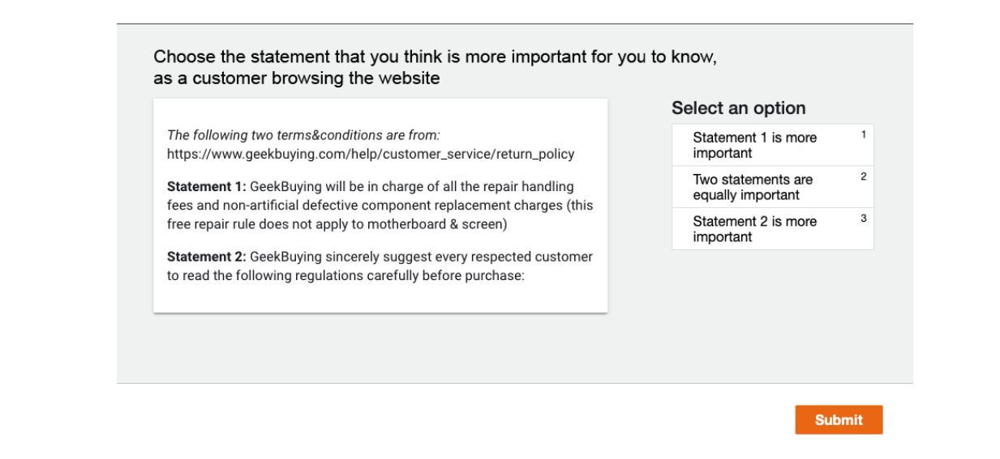 Choose the statement that you think is more important for you to know,
as a customer browsing the website
The following two terms&conditions are from:
https://www.geekbuying.com/help/customer_service/return_policy
Statement 1: GeekBuying will be in charge of all the repair handling
fees and non-artificial defective component replacement charges (this
free repair rule does not apply to motherboard & screen)
Statement 2: GeekBuying sincerely suggest every respected customer
to read the following regulations carefully before purchase:
Select an option
Statement 1 is more 1
important
Two statements are 2
equally important
Statement 2 is more 3
important
Submit